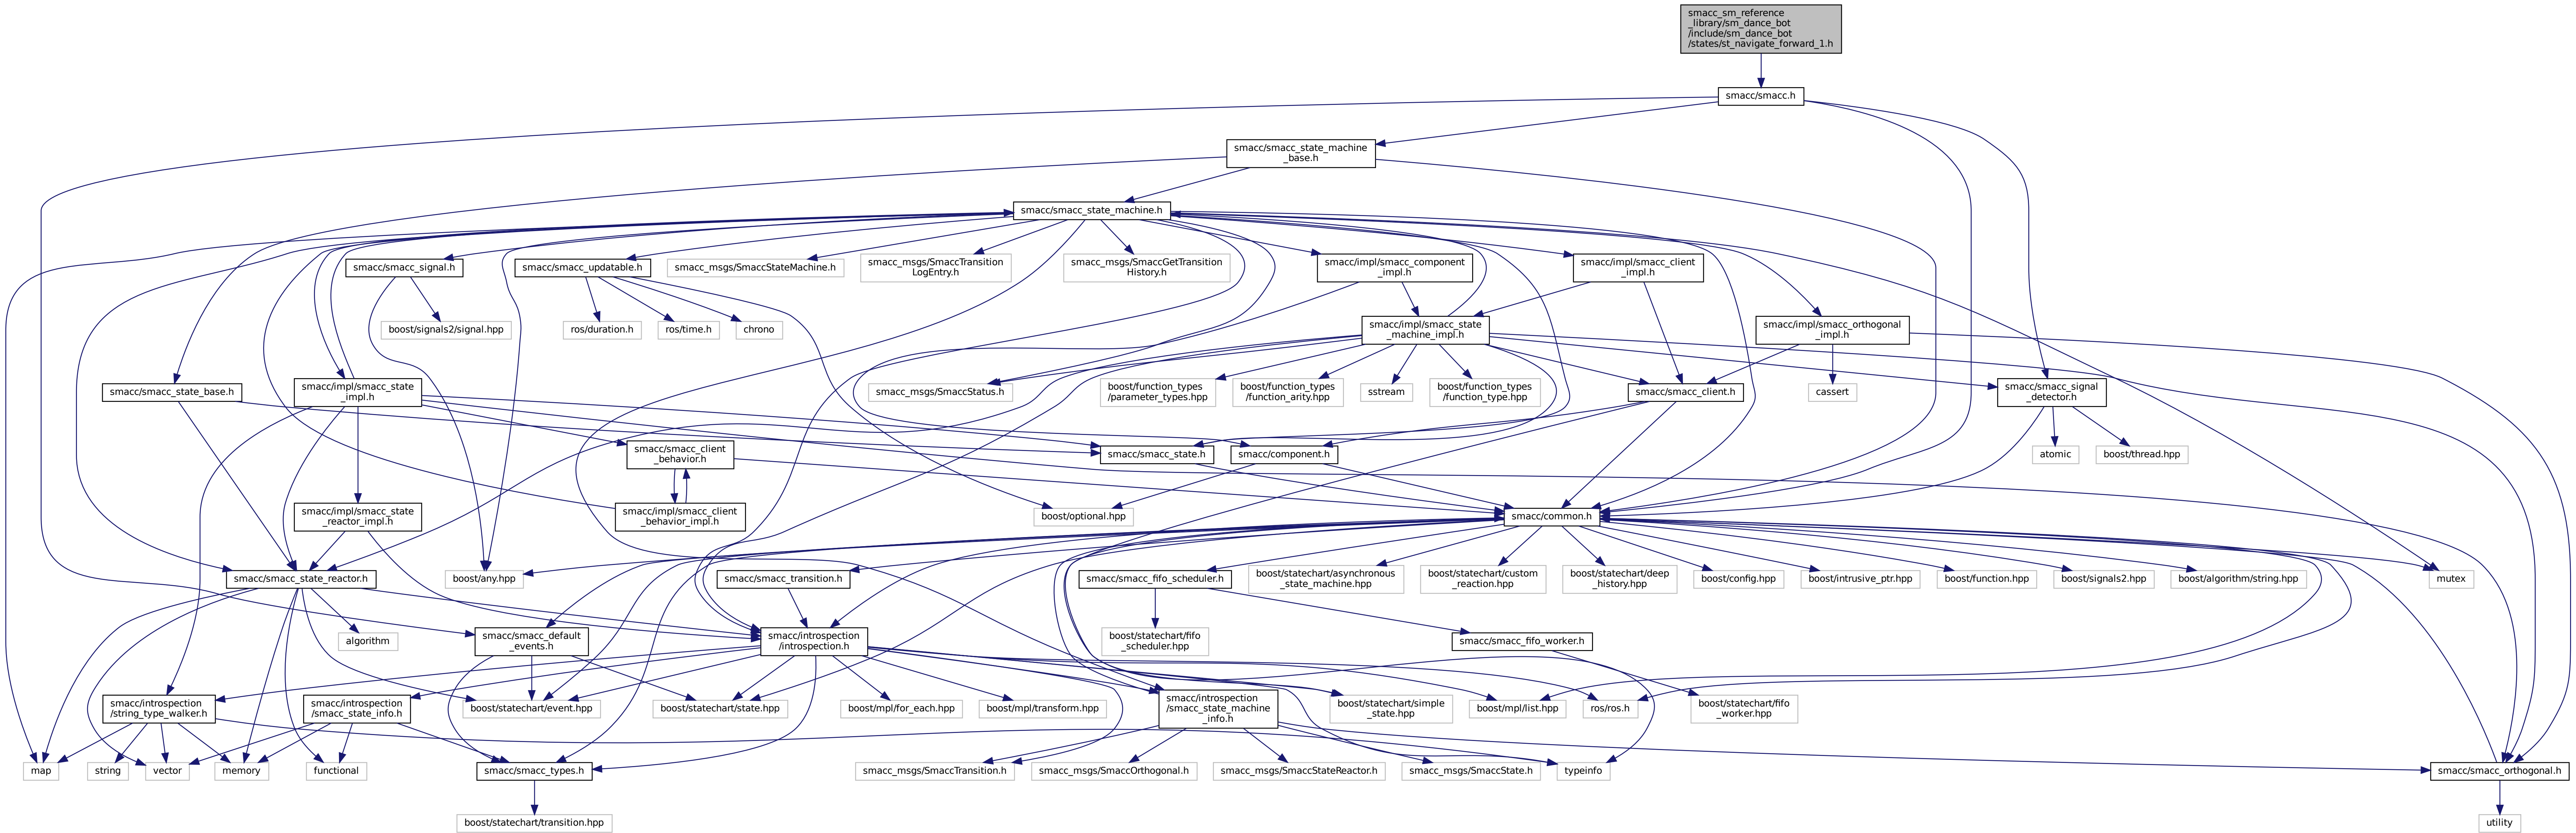 smacc_sm_reference
_library/sm_dance_bot
/include/sm_dance_bot
/states/st_navigate_forward_1.h
smacc/smacc.h
smacc/smacc_state_machine
_base.h
smacc/smacc_state_machine.h
smacc/smacc_signal.h
smacc/smacc_updatable.h
smacc_msgs/SmaccStateMachine.h
smacc_msgs/SmaccTransition
LogEntry.h
smacc_msgs/SmaccGetTransition
History.h
smacc/impl/smacc_component
_impl.h
smacc/impl/smacc_client
_impl.h
boost/signals2/signal.hpp
ros/duration.h
ros/time.h
chrono
smacc/impl/smacc_state
_machine_impl.h
smacc/impl/smacc_orthogonal
_impl.h
smacc/smacc_state_base.h
smacc/impl/smacc_state
_impl.h
smacc_msgs/SmaccStatus.h
boost/function_types
/parameter_types.hpp
boost/function_types
/function_arity.hpp
sstream
boost/function_types
/function_type.hpp
smacc/smacc_client.h
cassert
smacc/smacc_signal
_detector.h
smacc/smacc_client
_behavior.h
smacc/smacc_state.h
smacc/component.h
atomic
boost/thread.hpp
smacc/impl/smacc_state
_reactor_impl.h
smacc/impl/smacc_client
_behavior_impl.h
boost/optional.hpp
smacc/common.h
smacc/smacc_state_reactor.h
boost/any.hpp
smacc/smacc_transition.h
smacc/smacc_fifo_scheduler.h
boost/statechart/asynchronous
_state_machine.hpp
boost/statechart/custom
_reaction.hpp
boost/statechart/deep
_history.hpp
boost/config.hpp
boost/intrusive_ptr.hpp
boost/function.hpp
boost/signals2.hpp
boost/algorithm/string.hpp
mutex
algorithm
smacc/smacc_default
_events.h
smacc/introspection
/introspection.h
boost/statechart/fifo
_scheduler.hpp
smacc/smacc_fifo_worker.h
smacc/introspection
/string_type_walker.h
smacc/introspection
/smacc_state_info.h
boost/statechart/event.hpp
boost/statechart/state.hpp
boost/mpl/for_each.hpp
boost/mpl/transform.hpp
smacc/introspection
/smacc_state_machine
_info.h
boost/statechart/simple
_state.hpp
boost/mpl/list.hpp
ros/ros.h
boost/statechart/fifo
_worker.hpp
map
string
vector
memory
functional
smacc/smacc_types.h
smacc_msgs/SmaccTransition.h
smacc_msgs/SmaccOrthogonal.h
smacc_msgs/SmaccStateReactor.h
smacc_msgs/SmaccState.h
typeinfo
smacc/smacc_orthogonal.h
boost/statechart/transition.hpp
utility